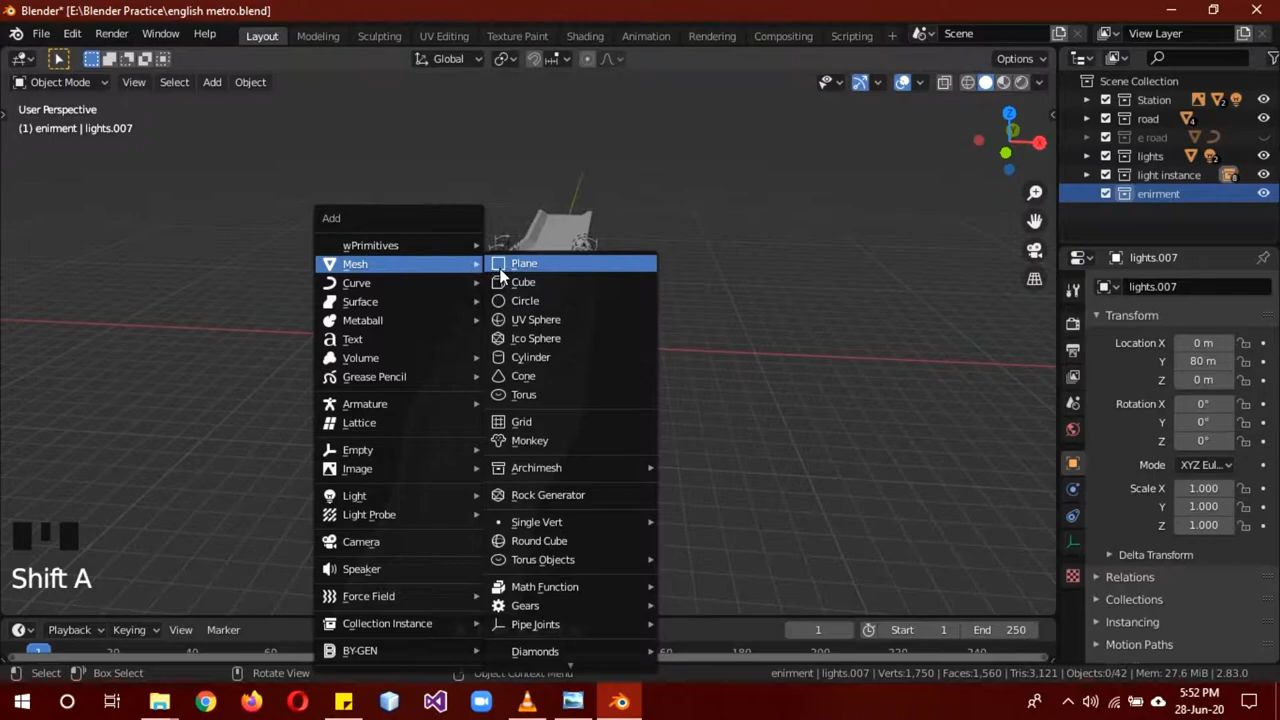 Blender* [E:\Blender Practice\english metro.blend]
File Edit Render Window Help Layout Modeling Sculpting UV Editing Texture Paint Shading Animation Rendering Compositing Scripting + Scene View Layer
Global Options
Object Mode View Select Add Object
User Perspective
(1) enirment | lights.007
Scene Collection
Station
road
e road
lights
light instance
enirment
Z
X
Add
wPrimitives
Mesh
Curve
Surface
Metaball
Text
Volume
Grease Pencil
Armature
Lattice
Empty
Image
Light
Light Probe
Camera
Speaker
Force Field
Collection Instance
BY-GEN
Plane
Cube
Circle
UV Sphere
Ico Sphere
Cylinder
Cone
Torus
Grid
Monkey
Archimesh
Rock Generator
Single Vert
Round Cube
Torus Objects
Math Function
Gears
Pipe Joints
Diamonds
Shift A
lights.007
lights.007
Transform
Location X 0 m
Y 80 m
Z 0 m
Rotation X 0°
Y 0°
Z 0°
Mode XYZ Eul...
Scale X 1.000
Y 1.000
Z 1.000
Delta Transform
Relations
Collections
Instancing
Motion Paths
Playback Keying View Marker 1 Start 1 End 250
Select Box Select Rotate View Object Context Menu enirment | lights.007 Verts:1,750 | Faces:1,560 | Tris:3,121 Objects:0/42 | Mem: 27.6 MiB | 2.83.0
5:52 PM
28-Jun-20